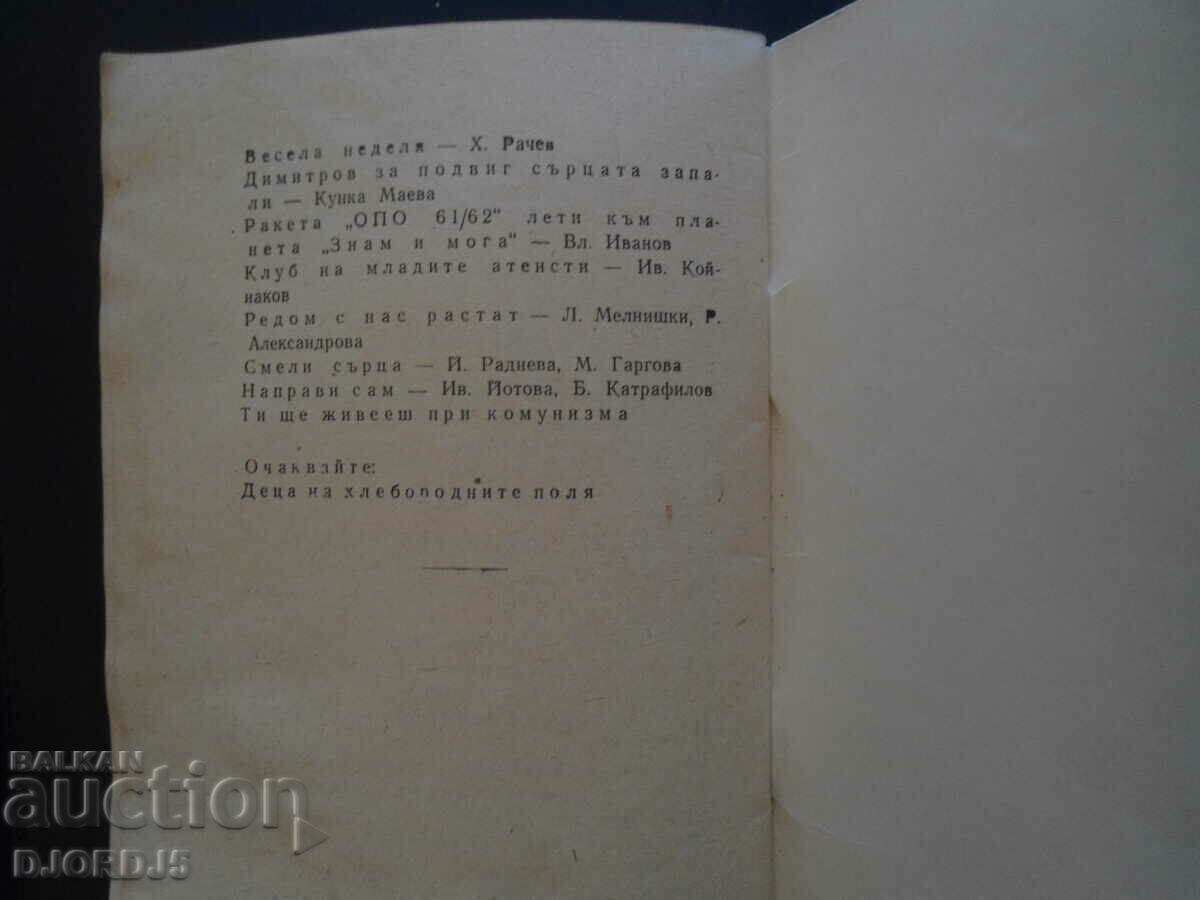 Весела неделя — Х. Рачев
Димитров за подвиг сърцата запа-
ли — Кунка Маева
Ракета „ОПО 61/62“ лети към пла-
нета „Знам и мога“ — Вл. Иванов
Клуб на младите атеисти — Ив. Кой-
наков
Редом с нас растат — Л. Мелнишки, Р.
Александрова
Смели сърца — Й. Раднева, М. Гаргова
Направи сам — Ив. Йотова, Б. Катрафилов
Ти ще живееш при комунизма
Очаквайте:
Деца на хлебородните поля
BALKAN
auction
DJORDJ5